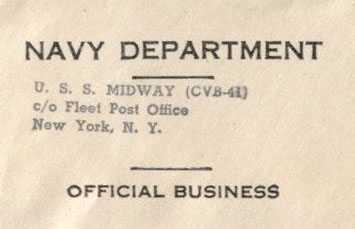 NAVY DEPARTMENT
U. S. S. MIDWAY (CVB-41)
c/o Fleet Post Office
New York, N. Y.
OFFICIAL BUSINESS